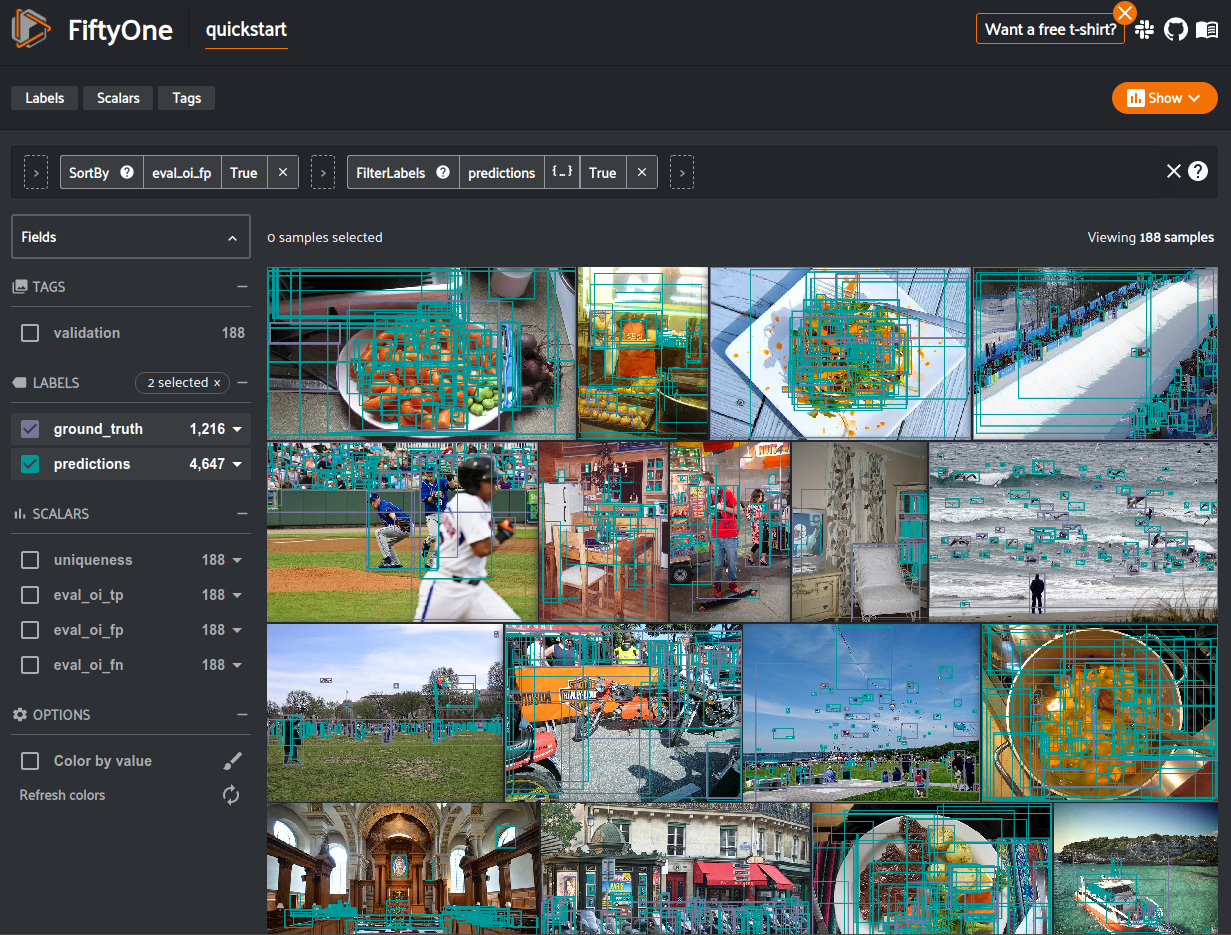 FiftyOne
quickstart
Want a free t-shirt?
Labels
Scalars
Tags
Show
SortBy ? eval_oi_fp True ×
FilterLabels ? predictions {...} True ×
Fields
0 samples selected
Viewing 188 samples
TAGS
validation 188
LABELS
2 selected x
ground_truth 1,216
predictions 4,647
SCALARS
uniqueness 188
eval_oi_tp 188
eval_oi_fp 188
eval_oi_fn 188
OPTIONS
Color by value
Refresh colors
HARLEY-DAVIDSON